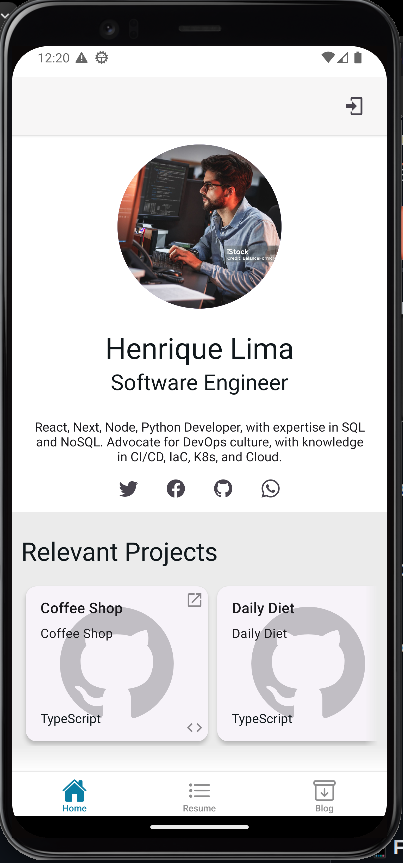 12:20
iStock
Henrique Lima
Software Engineer
React, Next, Node, Python Developer, with expertise in SQL
and NoSQL. Advocate for DevOps culture, with knowledge
in CI/CD, IaC, K8s, and Cloud.
Relevant Projects
Coffee Shop
Coffee Shop
TypeScript
Daily Diet
Daily Diet
TypeScript
Home
Resume
Blog